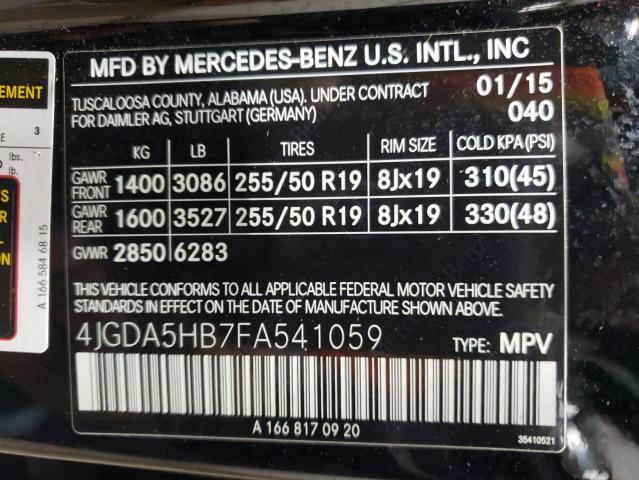 MFD BY MERCEDES-BENZ U.S. INTL., INC
TUSCALOOSA COUNTY, ALABAMA (USA). UNDER CONTRACT 01/15
FOR DAIMLER AG, STUTTGART (GERMANY) 040
KG LB TIRES RIM SIZE COLD KPA(PSI)
GAWR FRONT 1400 3086 255/50 R19 8Jx19 310(45)
GAWR REAR 1600 3527 255/50 R19 8Jx19 330(48)
GVWR 2850 6283
THIS VEHICLE CONFORMS TO ALL APPLICABLE FEDERAL MOTOR VEHICLE SAFETY
STANDARDS IN EFFECT ON THE DATE OF MANUFACTURE SHOWN ABOVE.
4JGDA5HB7FA541059 TYPE: MPV
A 166 817 09 20
35410521
EMENT
3
lbs.
lb.
A 166 584 68 15